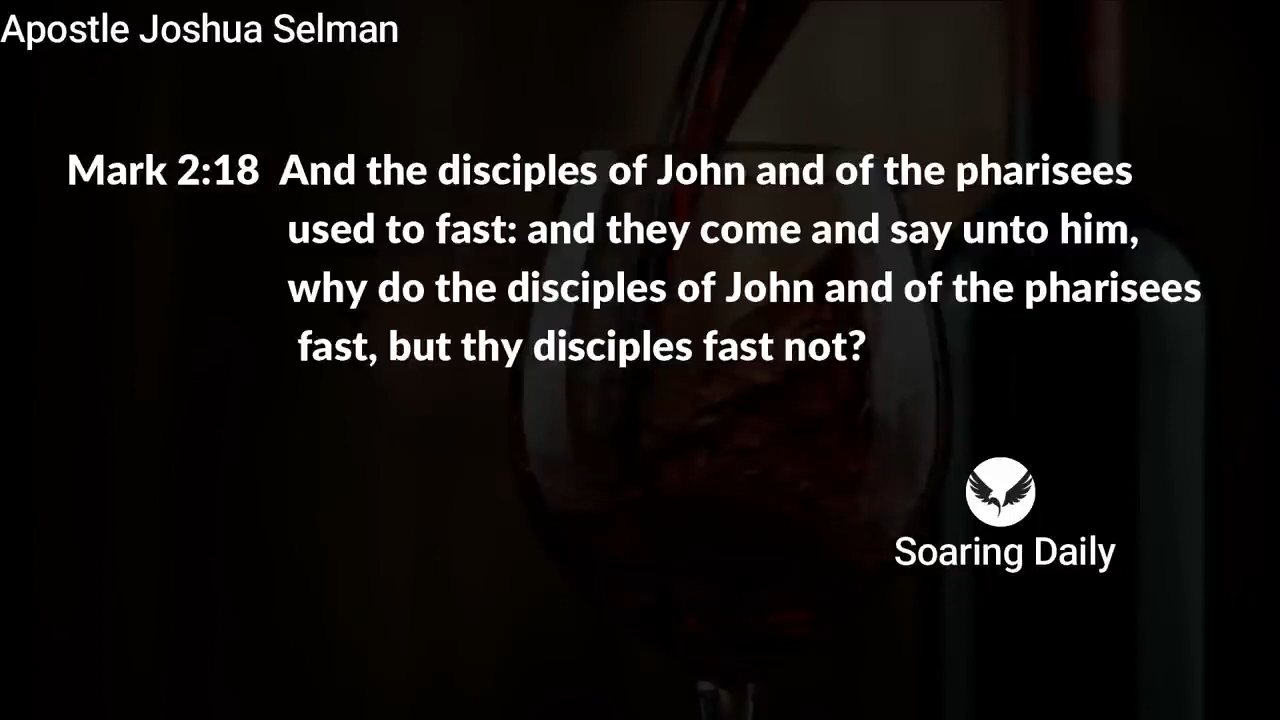 Apostle Joshua Selman
Mark 2:18 And the disciples of John and of the pharisees
used to fast: and they come and say unto him,
why do the disciples of John and of the pharisees
fast, but thy disciples fast not?
Soaring Daily